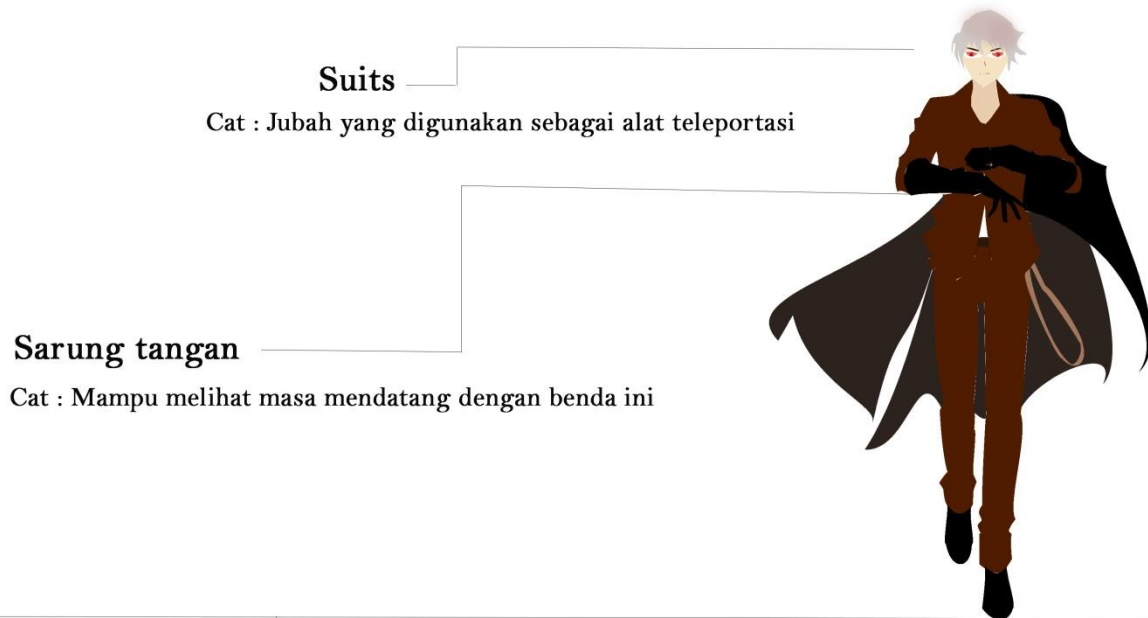 Suits
Cat : Jubah yang digunakan sebagai alat teleportasi
Sarung tangan
Cat : Mampu melihat masa mendatang dengan benda ini